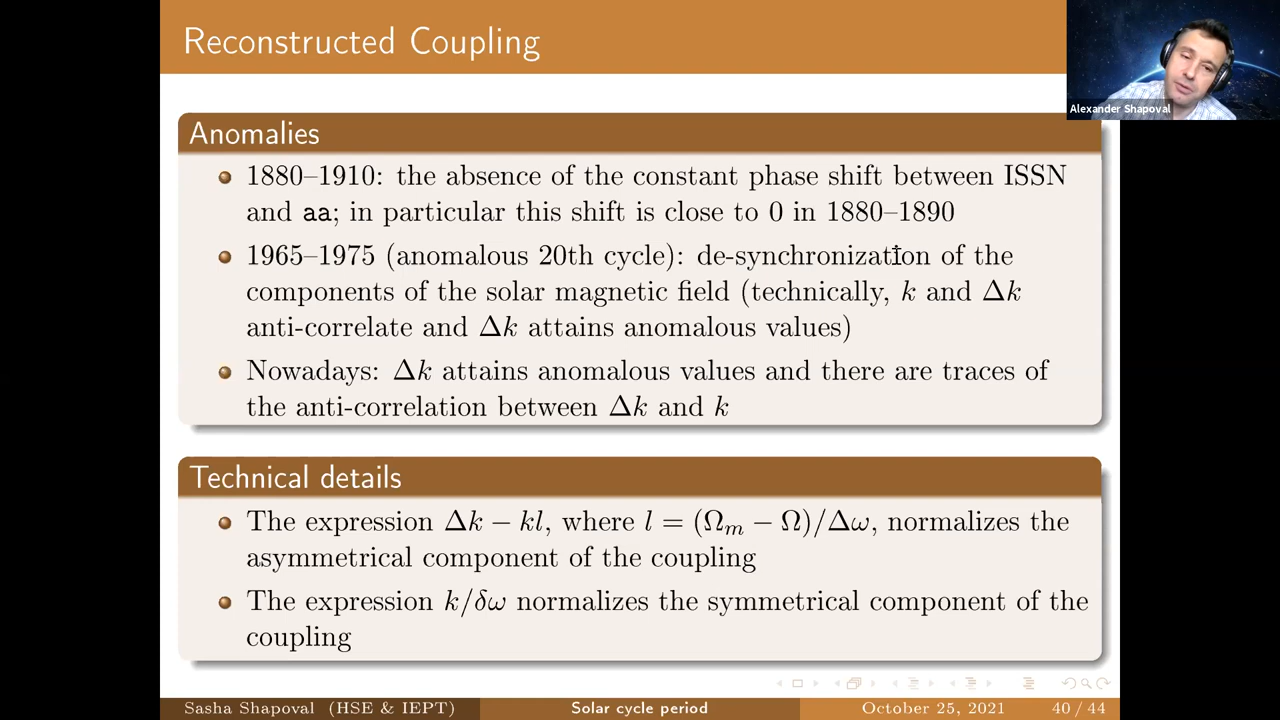 Reconstructed Coupling
Alexander Shapoval
Anomalies
1880–1910: the absence of the constant phase shift between ISSN
and aa; in particular this shift is close to 0 in 1880–1890
1965–1975 (anomalous 20th cycle): de-synchronization of the
components of the solar magnetic field (technically, k and Δk
anti-correlate and Δk attains anomalous values)
Nowadays: Δk attains anomalous values and there are traces of
the anti-correlation between Δk and k
Technical details
The expression Δk − kl, where l = (Ωₘ − Ω)/Δω, normalizes the
asymmetrical component of the coupling
The expression k/δω normalizes the symmetrical component of the
coupling
Sasha Shapoval (HSE & IEPT) Solar cycle period October 25, 2021 40 / 44